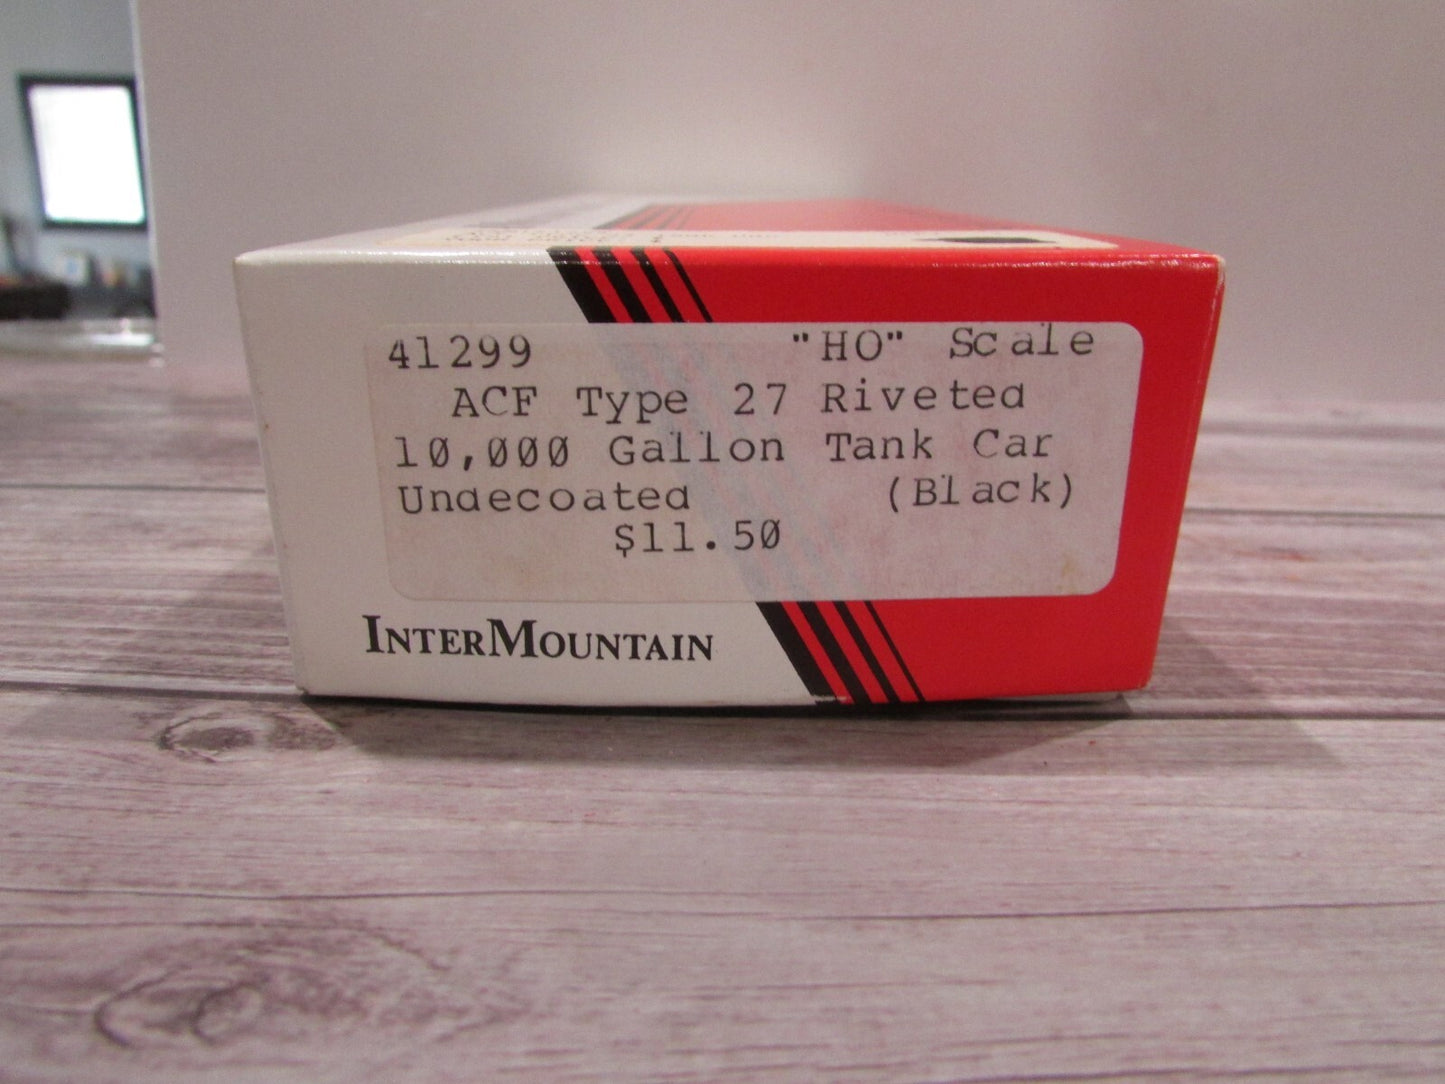 41299 "HO" Scale
ACF Type 27 Riveted
10,000 Gallon Tank Car
Undecoated (Black)
$11.50
INTERMOUNTAIN